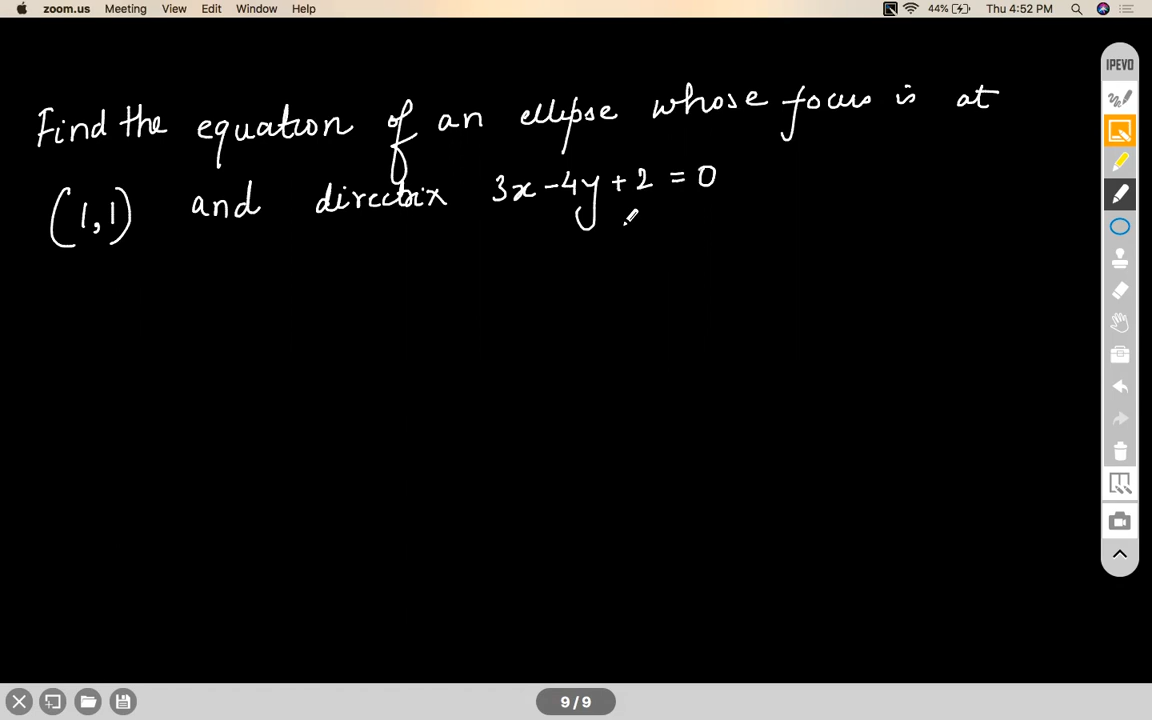 zoom.us Meeting View Edit Window Help 44% Thu 4:52 PM
IPEVO
Find the equation of an ellipse whose focus is at
(1,1) and directrix 3x-4y+2=0
9/9